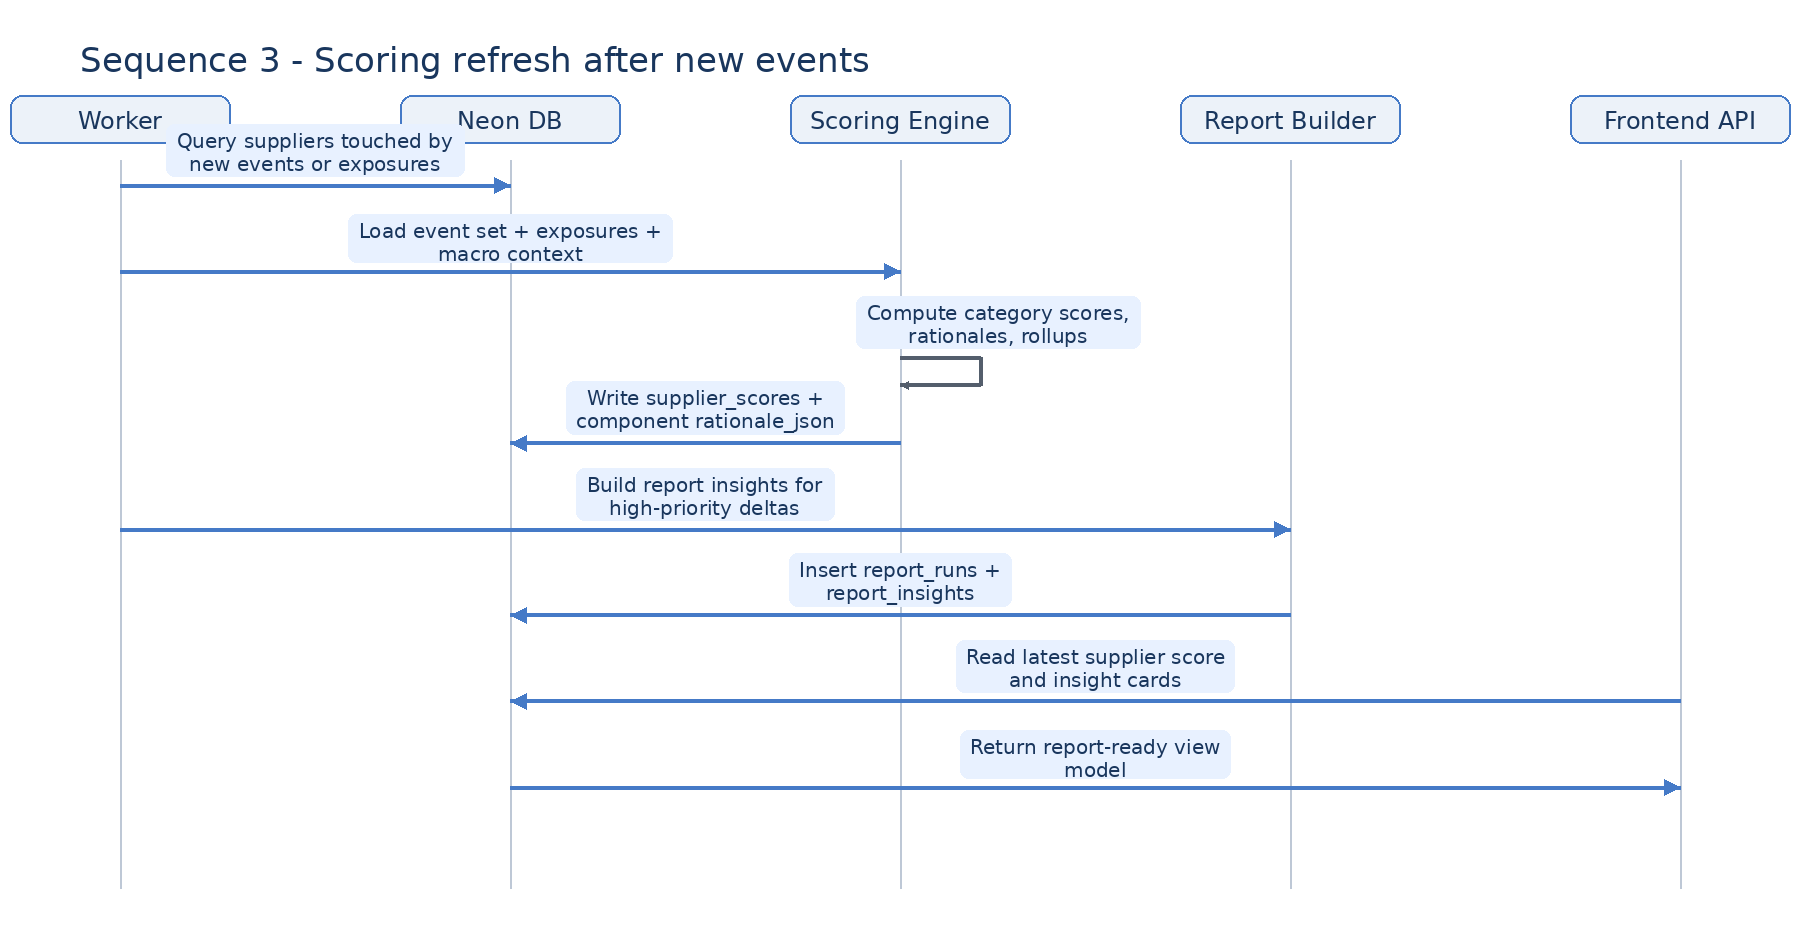 Sequence 3 - Scoring refresh after new events
Worker
Neon DB
Scoring Engine
Report Builder
Frontend API
Query suppliers touched by
new events or exposures
Load event set + exposures +
macro context
Compute category scores,
rationales, rollups
Write supplier_scores +
component rationale_json
Build report insights for
high-priority deltas
Insert report_runs +
report_insights
Read latest supplier score
and insight cards
Return report-ready view
model